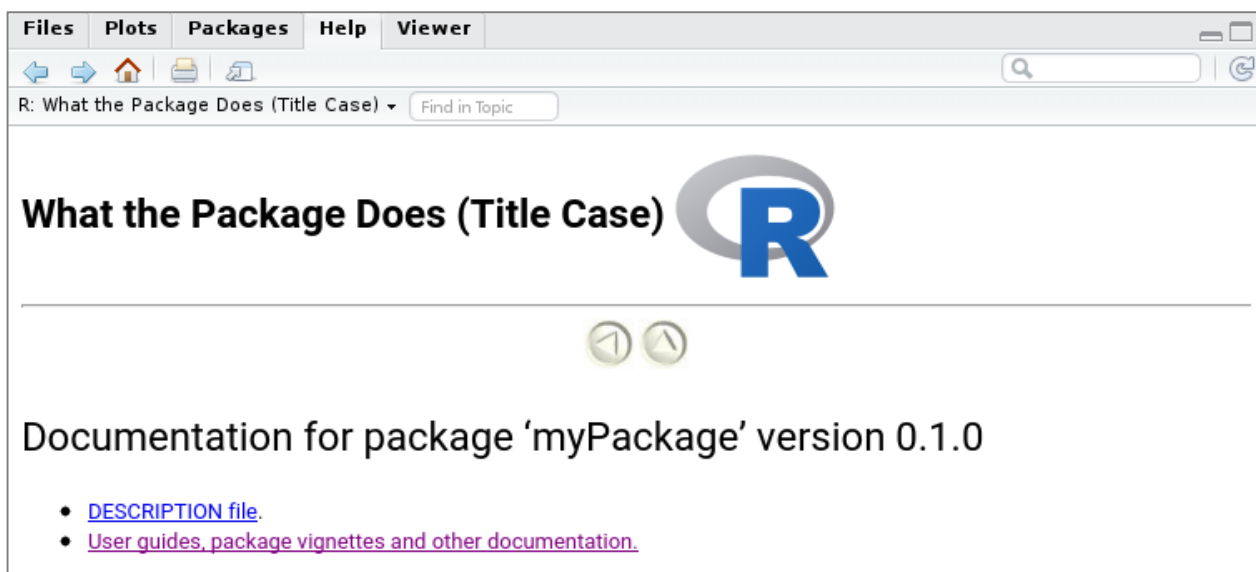 Files Plots Packages Help Viewer
R: What the Package Does (Title Case) Find in Topic
What the Package Does (Title Case) R
Documentation for package ‘myPackage’ version 0.1.0
DESCRIPTION file.
User guides, package vignettes and other documentation.